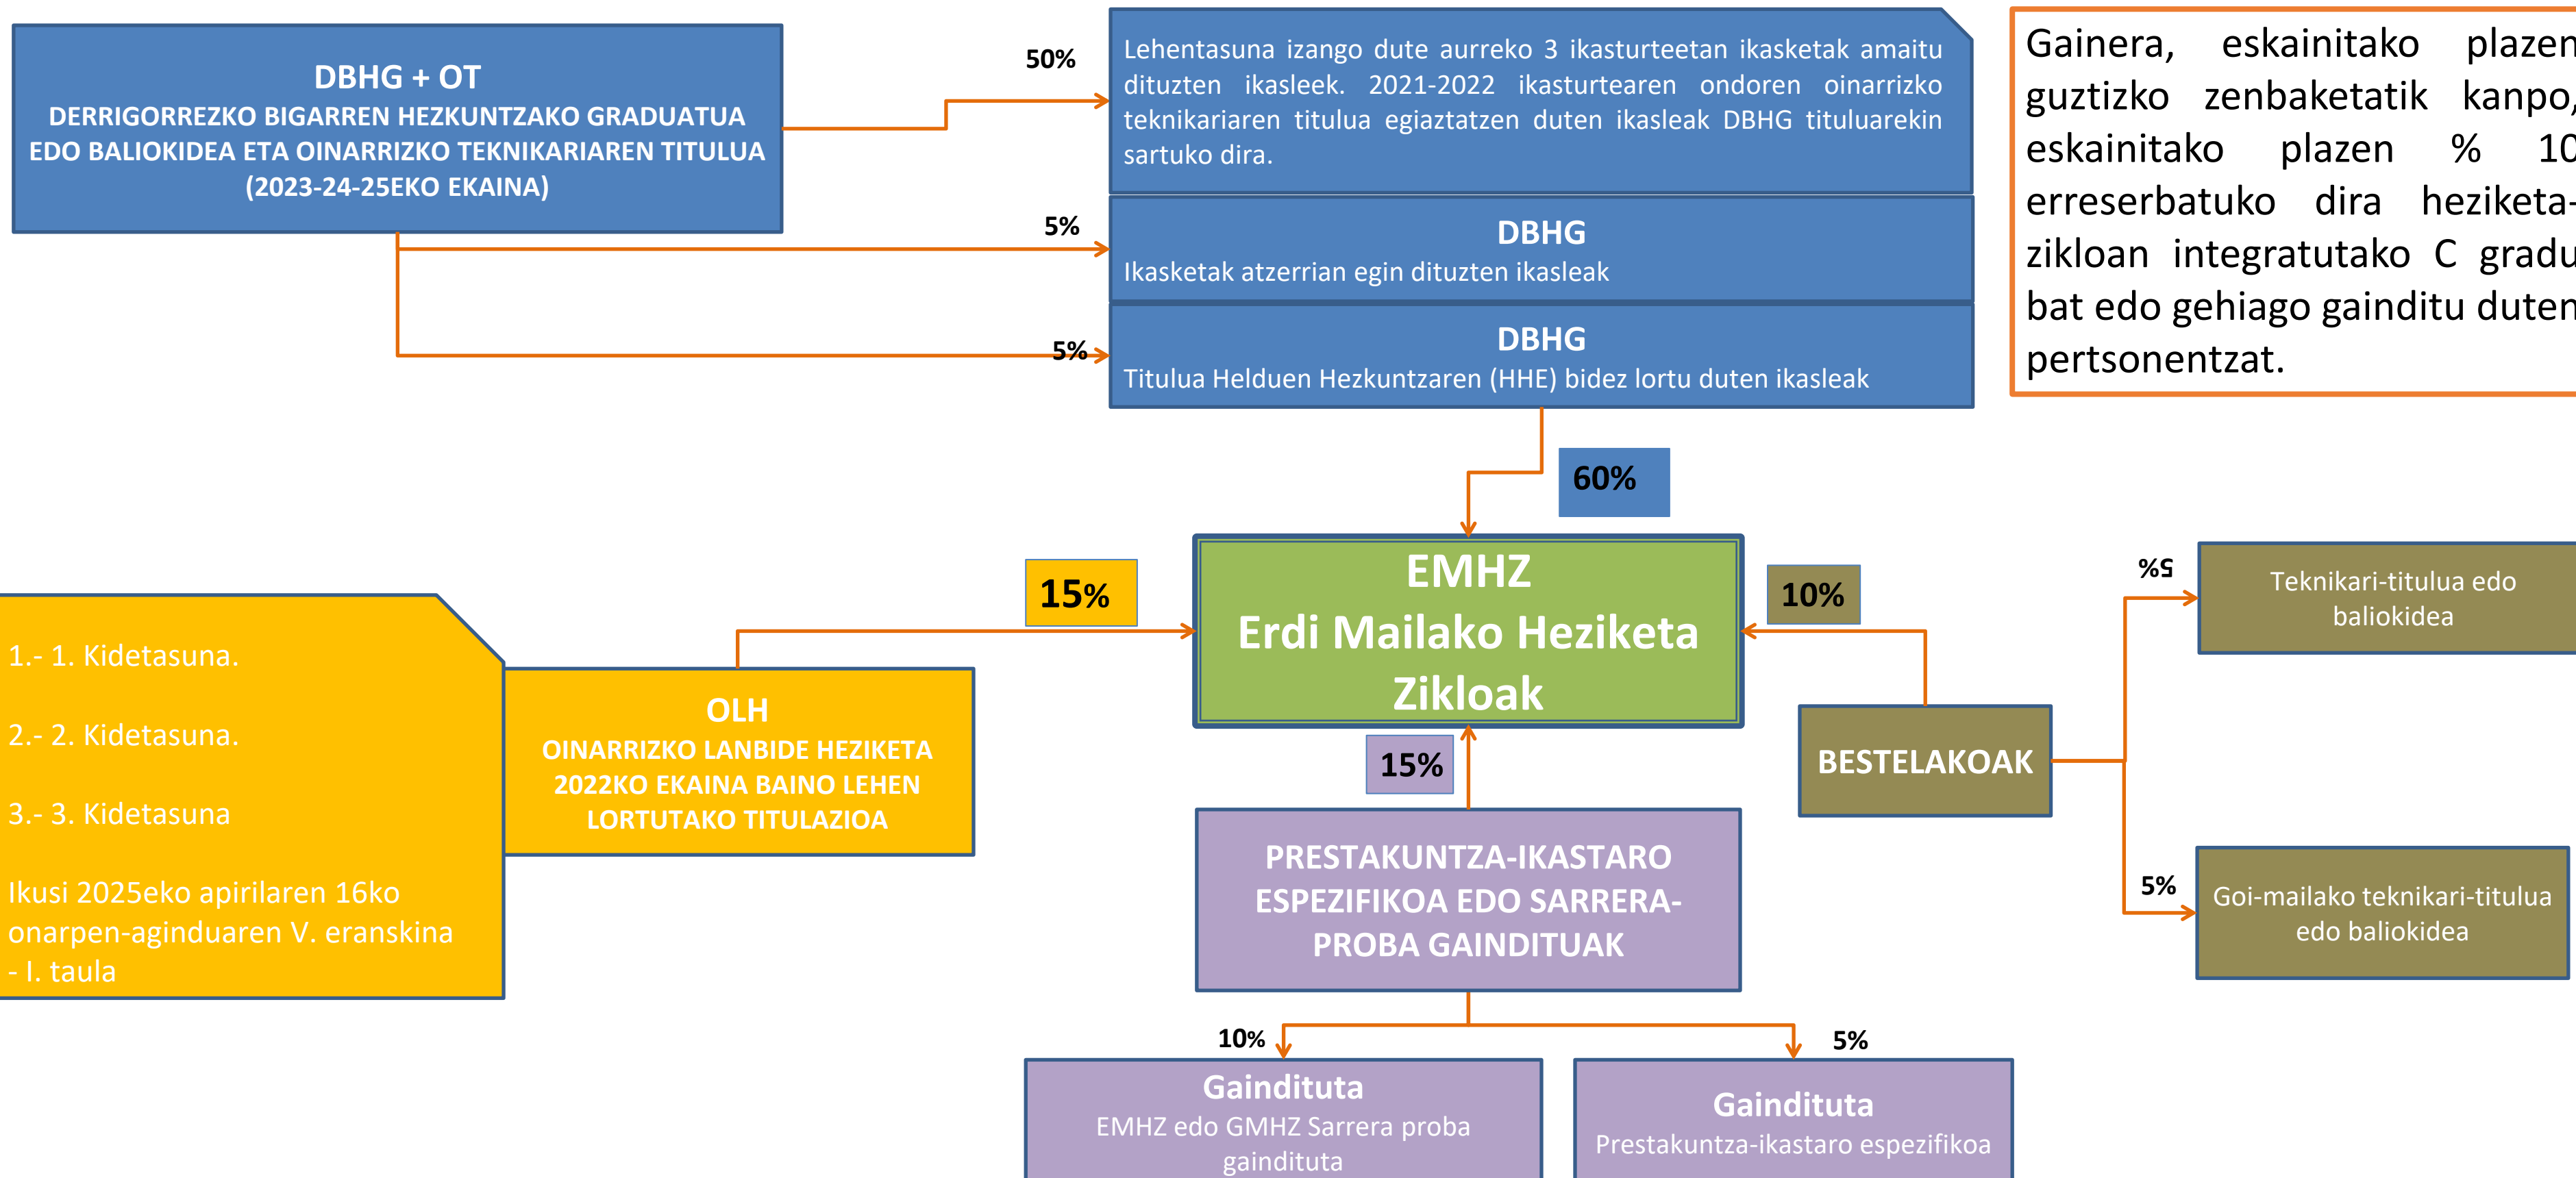 DBHG + OT
DERRIGORREZKO BIGARREN HEZKUNTZAKO GRADUATUA
EDO BALIOKIDEA ETA OINARRIZKO TEKNIKARIAREN TITULUA
(2023-24-25EKO EKAINA)
50%
Lehentasuna izango dute aurreko 3 ikasturteetan ikasketak amaitu
dituzten ikasleek. 2021-2022 ikasturtearen ondoren oinarrizko
teknikariaren titulua egiaztatzen duten ikasleak DBHG tituluarekin
sartuko dira.
5%
DBHG
Ikasketak atzerrian egin dituzten ikasleak
5%
DBHG
Titulua Helduen Hezkuntzaren (HHE) bidez lortu duten ikasleak
Gainera, eskainitako plazen
guztizko zenbaketatik kanpo,
eskainitako plazen % 10
erreserbatuko dira heziketa-
zikloan integratutako C gradu
bat edo gehiago gainditu duten
pertsonentzat.
60%
15%
EMHZ
Erdi Mailako Heziketa
Zikloak
10%
5%
Teknikari-titulua edo
baliokidea
1.- 1. Kidetasuna.
2.- 2. Kidetasuna.
3.- 3. Kidetasuna
Ikusi 2025eko apirilaren 16ko
onarpen-aginduaren V. eranskina
- I. taula
OLH
OINARRIZKO LANBIDE HEZIKETA
2022KO EKAINA BAINO LEHEN
LORTUTAKO TITULAZIOA
15%
BESTELAKOAK
PRESTAKUNTZA-IKASTARO
ESPEZIFIKOA EDO SARRERA-
PROBA GAINDITUAK
5%
Goi-mailako teknikari-titulua
edo baliokidea
10%
Gaindituta
EMHZ edo GMHZ Sarrera proba
gaindituta
5%
Gaindituta
Prestakuntza-ikastaro espezifikoa